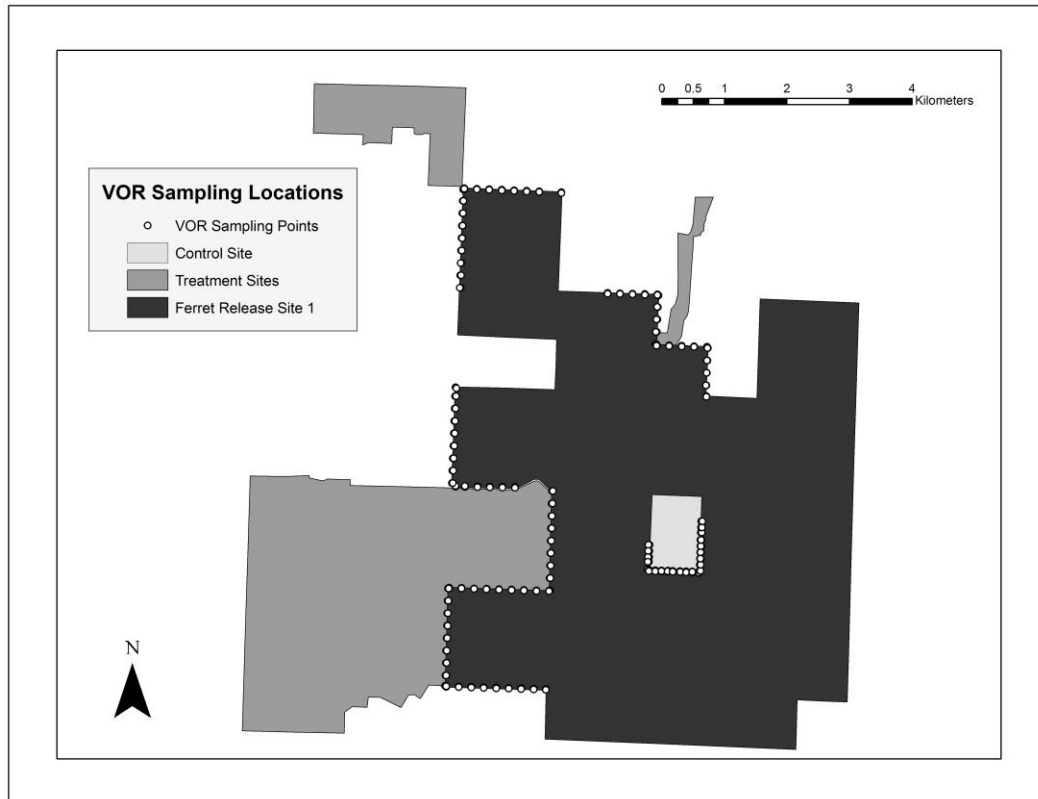 0 0.5 1 2 3 4
Kilometers
VOR Sampling Locations
VOR Sampling Points
Control Site
Treatment Sites
Ferret Release Site 1
N